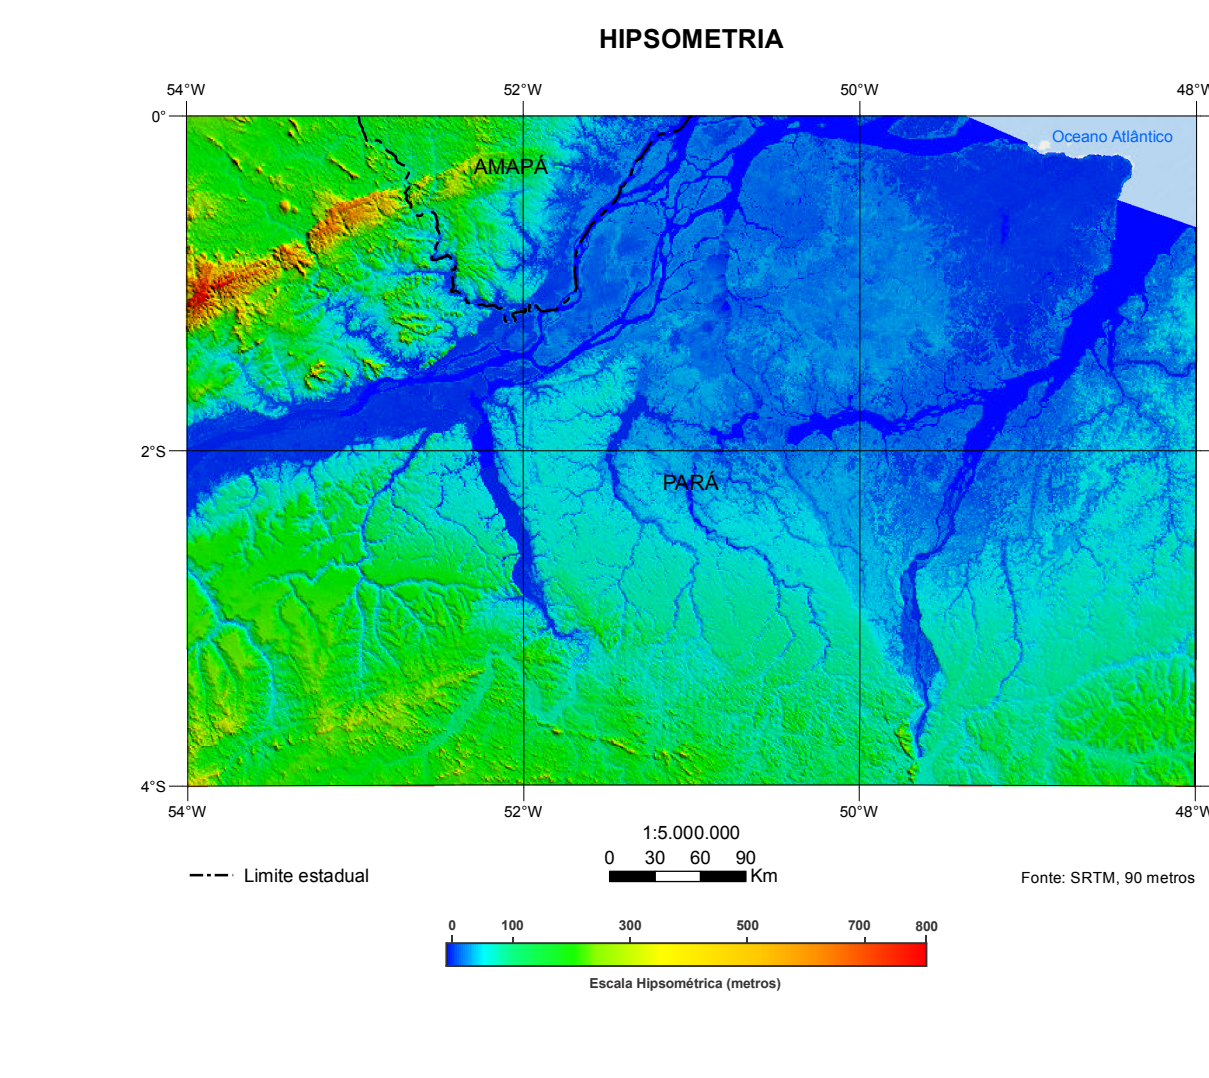 HIPSOMETRIA
54°W 52°W 50°W 48°W
0°
Oceano Atlântico
AMAPÁ
2°S
PARÁ
4°S
54°W 52°W 50°W 48°W
1:5.000.000
0 30 60 90
Km
Limite estadual
Fonte: SRTM, 90 metros
0 100 300 500 700 800
Escala Hipsométrica (metros)